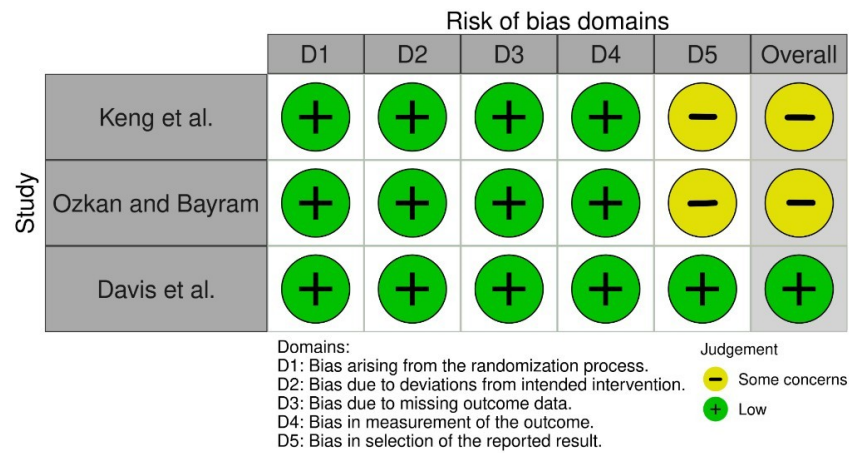 Risk of bias domains
D1 D2 D3 D4 D5 Overall
Study
Keng et al. + + + + − −
Ozkan and Bayram + + + + − −
Davis et al. + + + + + +
Domains:
D1: Bias arising from the randomization process.
D2: Bias due to deviations from intended intervention.
D3: Bias due to missing outcome data.
D4: Bias in measurement of the outcome.
D5: Bias in selection of the reported result.
Judgement
− Some concerns
+ Low